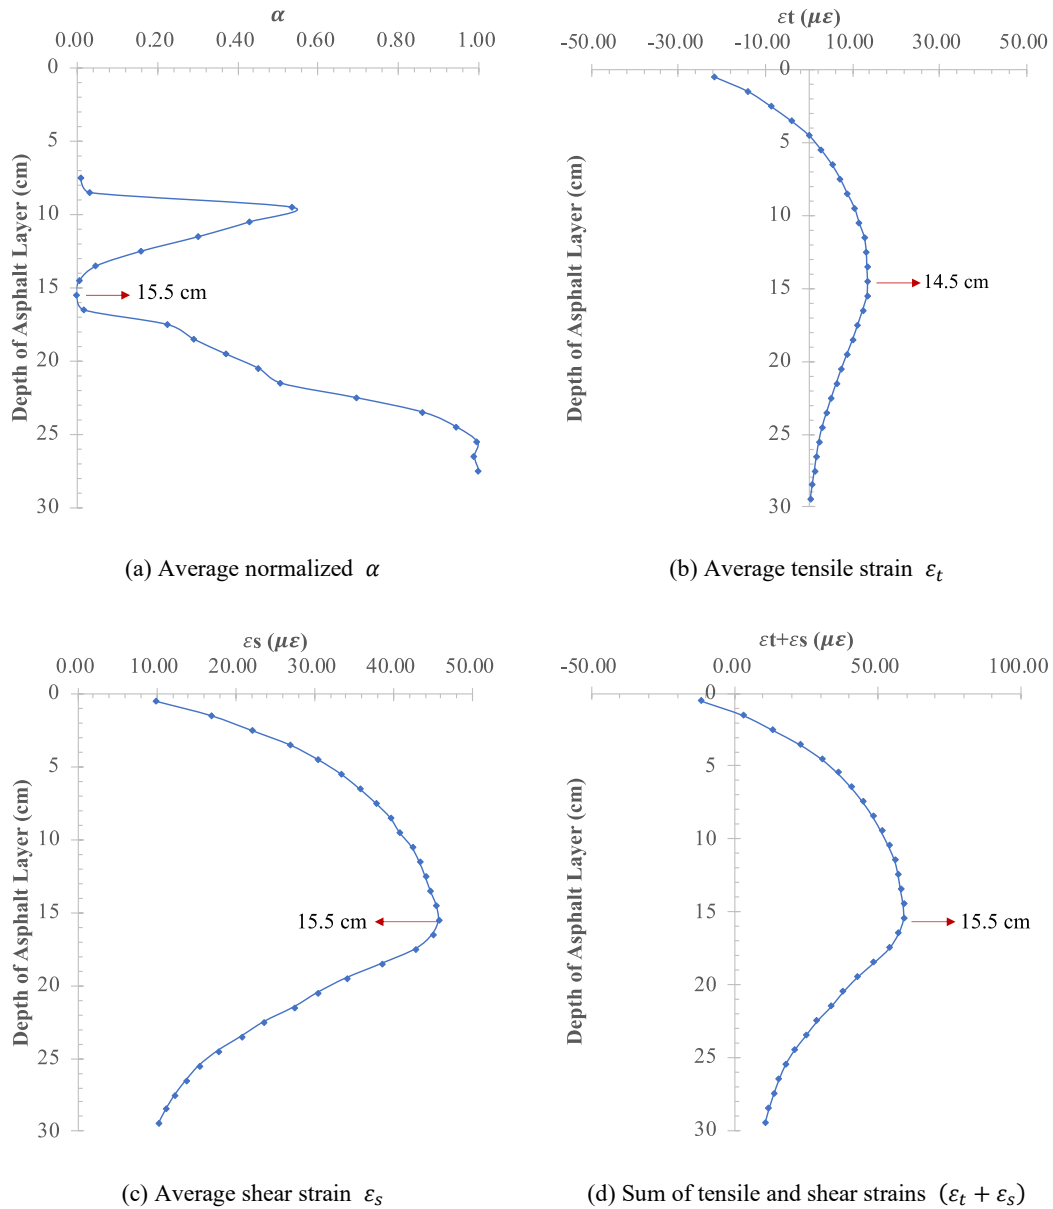 α
0.00 0.20 0.40 0.60 0.80 1.00
0
5
10
15
20
25
30
Depth of Asphalt Layer (cm)
15.5 cm
(a) Average normalized α
εt (με)
-50.00 -30.00 -10.00 10.00 30.00 50.00
0
5
10
15
20
25
30
Depth of Asphalt Layer (cm)
14.5 cm
(b) Average tensile strain εₜ
εs (με)
0.00 10.00 20.00 30.00 40.00 50.00
0
5
10
15
20
25
30
Depth of Asphalt Layer (cm)
15.5 cm
(c) Average shear strain εₛ
εt+εs (με)
-50.00 0.00 50.00 100.00
0
5
10
15
20
25
30
Depth of Asphalt Layer (cm)
15.5 cm
(d) Sum of tensile and shear strains (εₜ + εₛ)